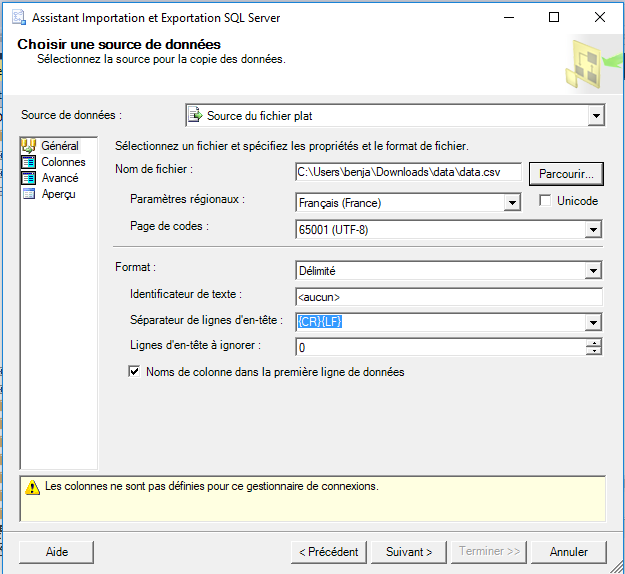 Assistant Importation et Exportation SQL Server
Choisir une source de données
Sélectionnez la source pour la copie des données.
Source de données : Source du fichier plat
Général
Colonnes
Avancé
Aperçu
Sélectionnez un fichier et spécifiez les propriétés et le format de fichier.
Nom de fichier : C:\Users\benja\Downloads\data\data.csv Parcourir...
Paramètres régionaux : Français (France) Unicode
Page de codes : 65001 (UTF-8)
Format : Délimité
Identificateur de texte : <aucun>
Séparateur de lignes d'en-tête : {CR}{LF}
Lignes d'en-tête à ignorer : 0
Noms de colonne dans la première ligne de données
Les colonnes ne sont pas définies pour ce gestionnaire de connexions.
Aide < Précédent Suivant > Terminer >> Annuler